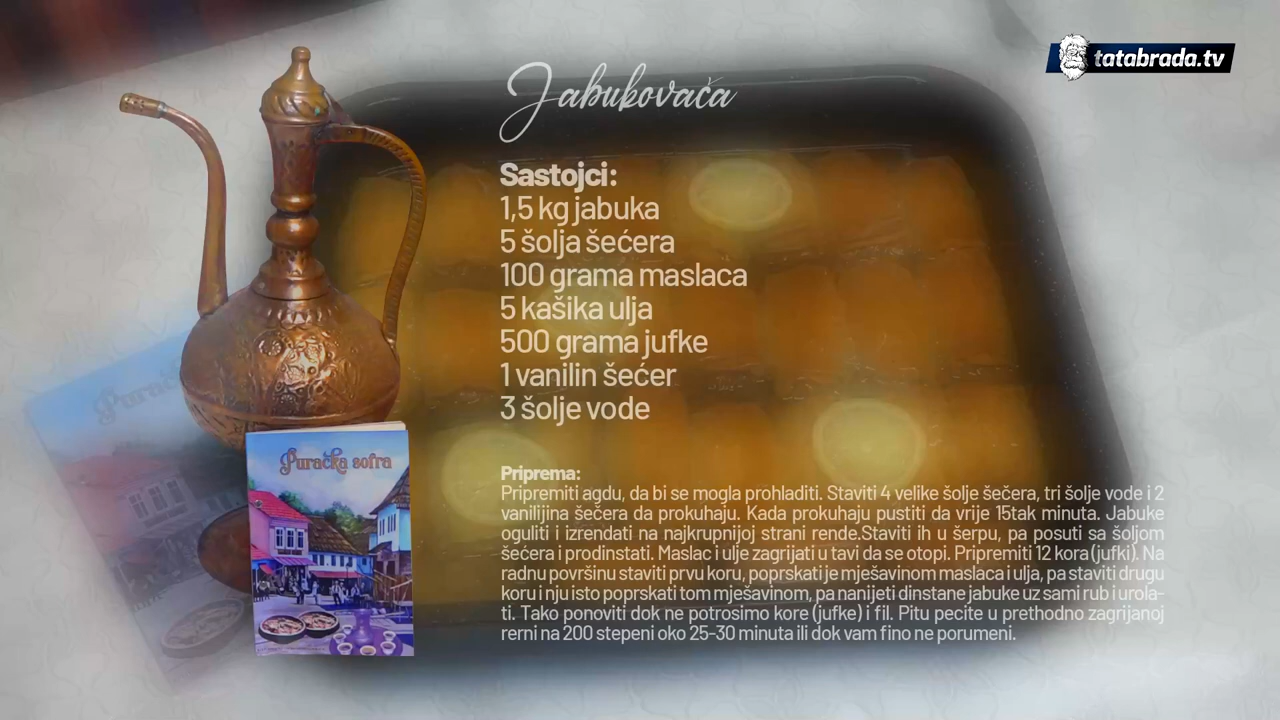 tatabrada.tv
Jabukovača
Sastojci:
1,5 kg jabuka
5 šolja šećera
100 grama maslaca
5 kašika ulja
500 grama jufke
1 vanilin šećer
3 šolje vode
Priprema:
Pripremiti agdu, da bi se mogla prohladiti. Staviti 4 velike šolje šečera, tri šolje vode i 2
vanilijina šečera da prokuhaju. Kada prokuhaju pustiti da vrije 15tak minuta. Jabuke
oguliti i izrendati na najkrupnijoj strani rende.Staviti ih u šerpu, pa posuti sa šoljom
šećera i prodinstati. Maslac i ulje zagrijati u tavi da se otopi. Pripremiti 12 kora (jufki). Na
radnu površinu staviti prvu koru, poprskati je mješavinom maslaca i ulja, pa staviti drugu
koru i nju isto poprskati tom mješavinom, pa nanijeti dinstane jabuke uz sami rub i urola-
ti. Tako ponoviti dok ne potrosimo kore (jufke) i fil. Pitu pecite u prethodno zagrijanoj
rerni na 200 stepeni oko 25-30 minuta ili dok vam fino ne porumeni.
Puračka sofra